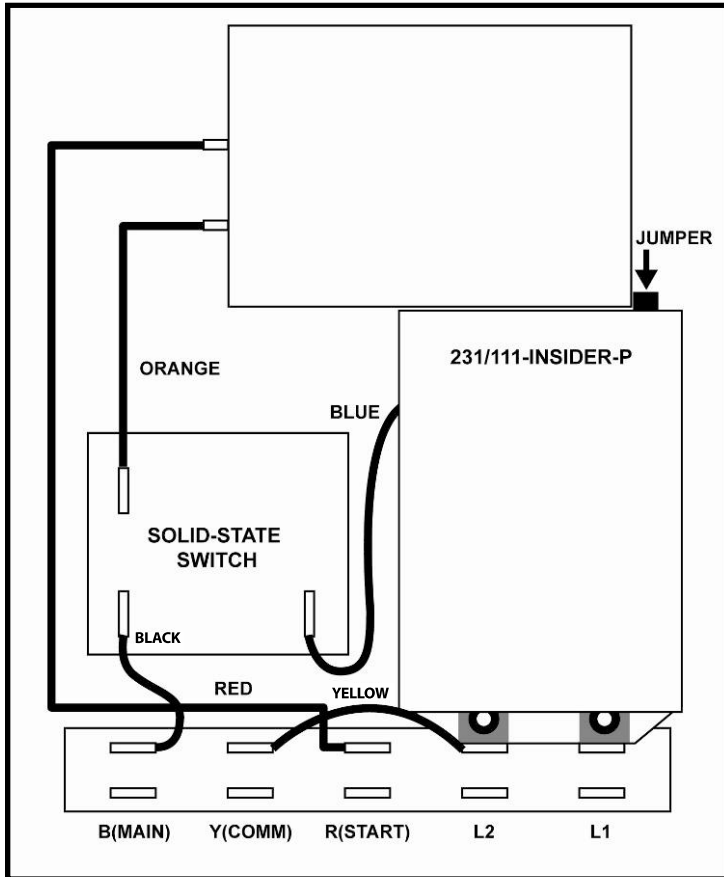 JUMPER
231/111-INSIDER-P
ORANGE
BLUE
SOLID-STATE
SWITCH
BLACK
RED
YELLOW
B(MAIN) Y(COMM) R(START) L2 L1